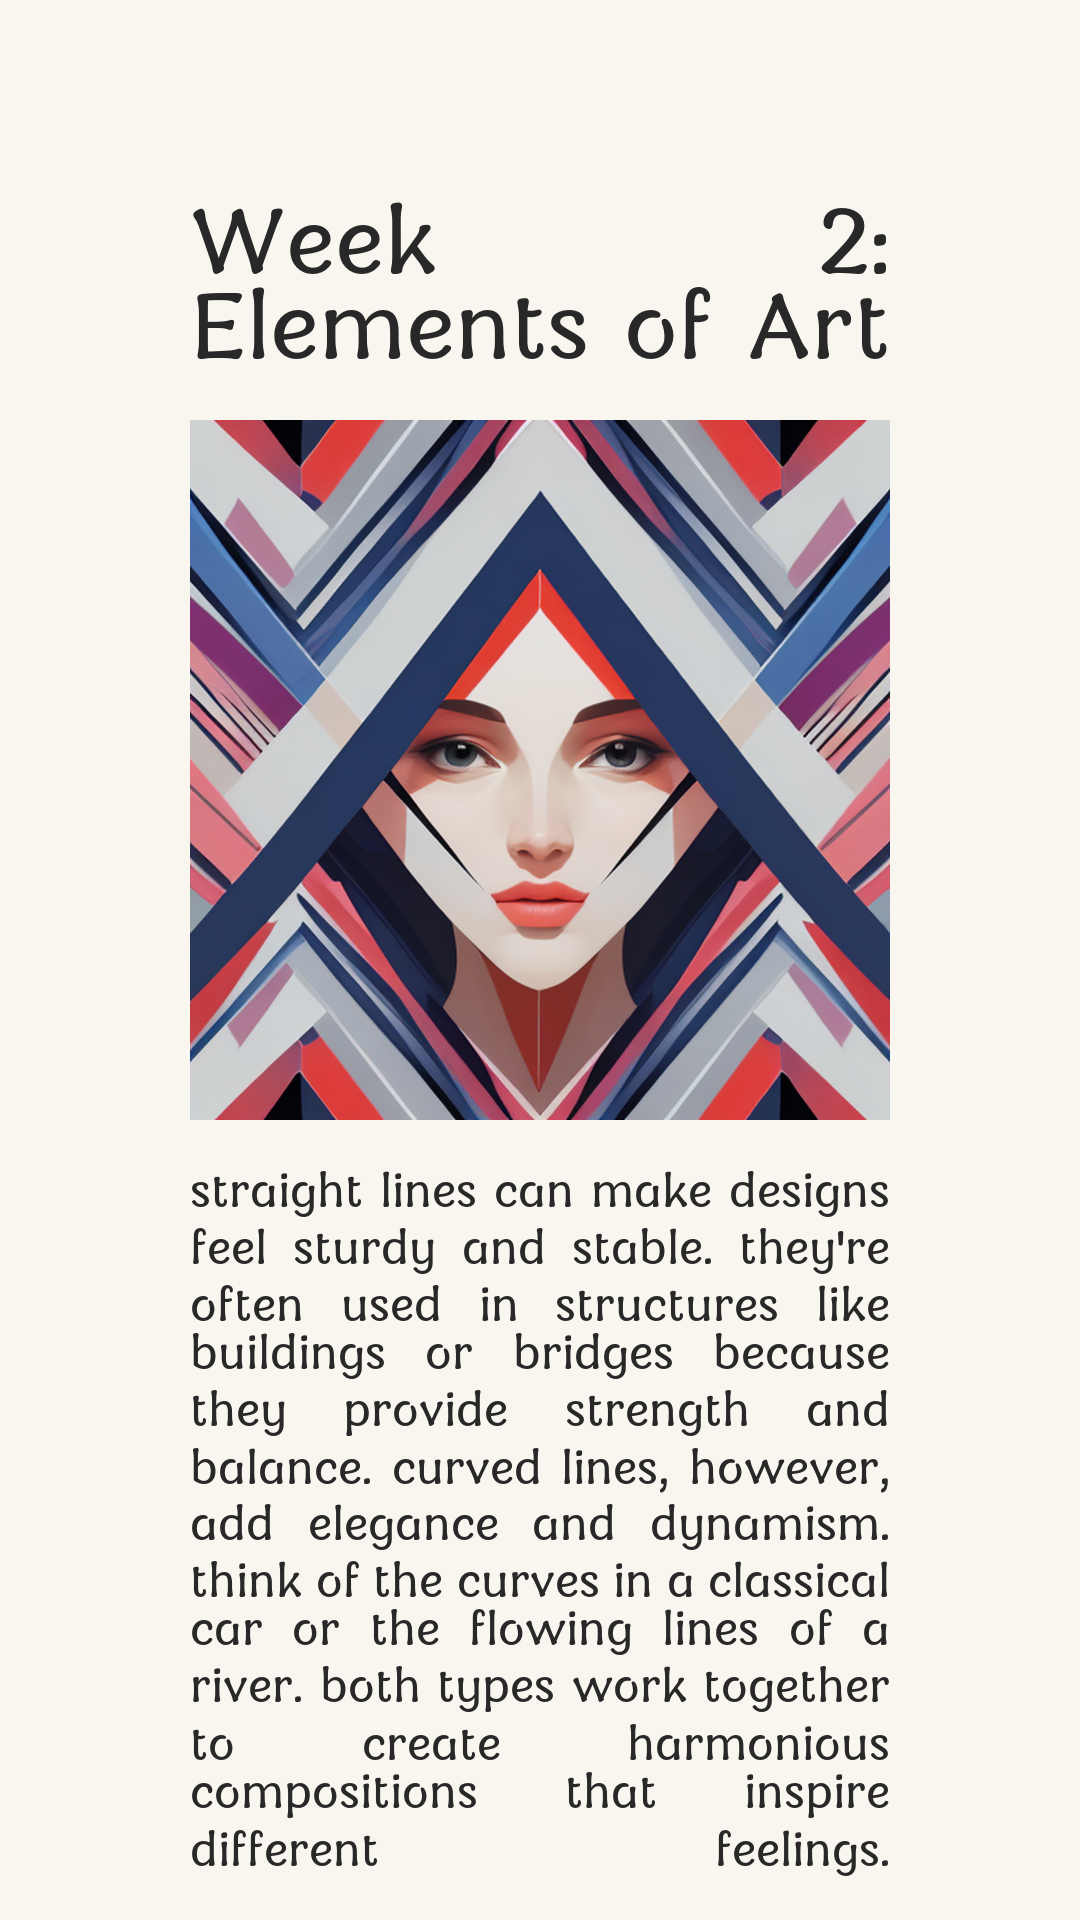 Week 2:
Elements of Art
straight lines can make designs
feel sturdy and stable. they're
often used in structures like
buildings or bridges because
they provide strength and
balance. curved lines, however,
add elegance and dynamism.
think of the curves in a classical
car or the flowing lines of a
river. both types work together
to create harmonious
compositions that inspire
different feelings.